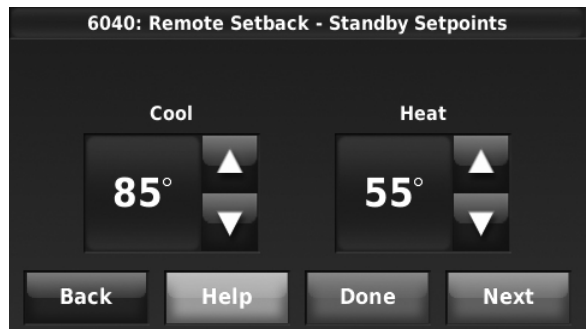 6040: Remote Setback - Standby Setpoints
Cool Heat
85° 55°
Back Help Done Next